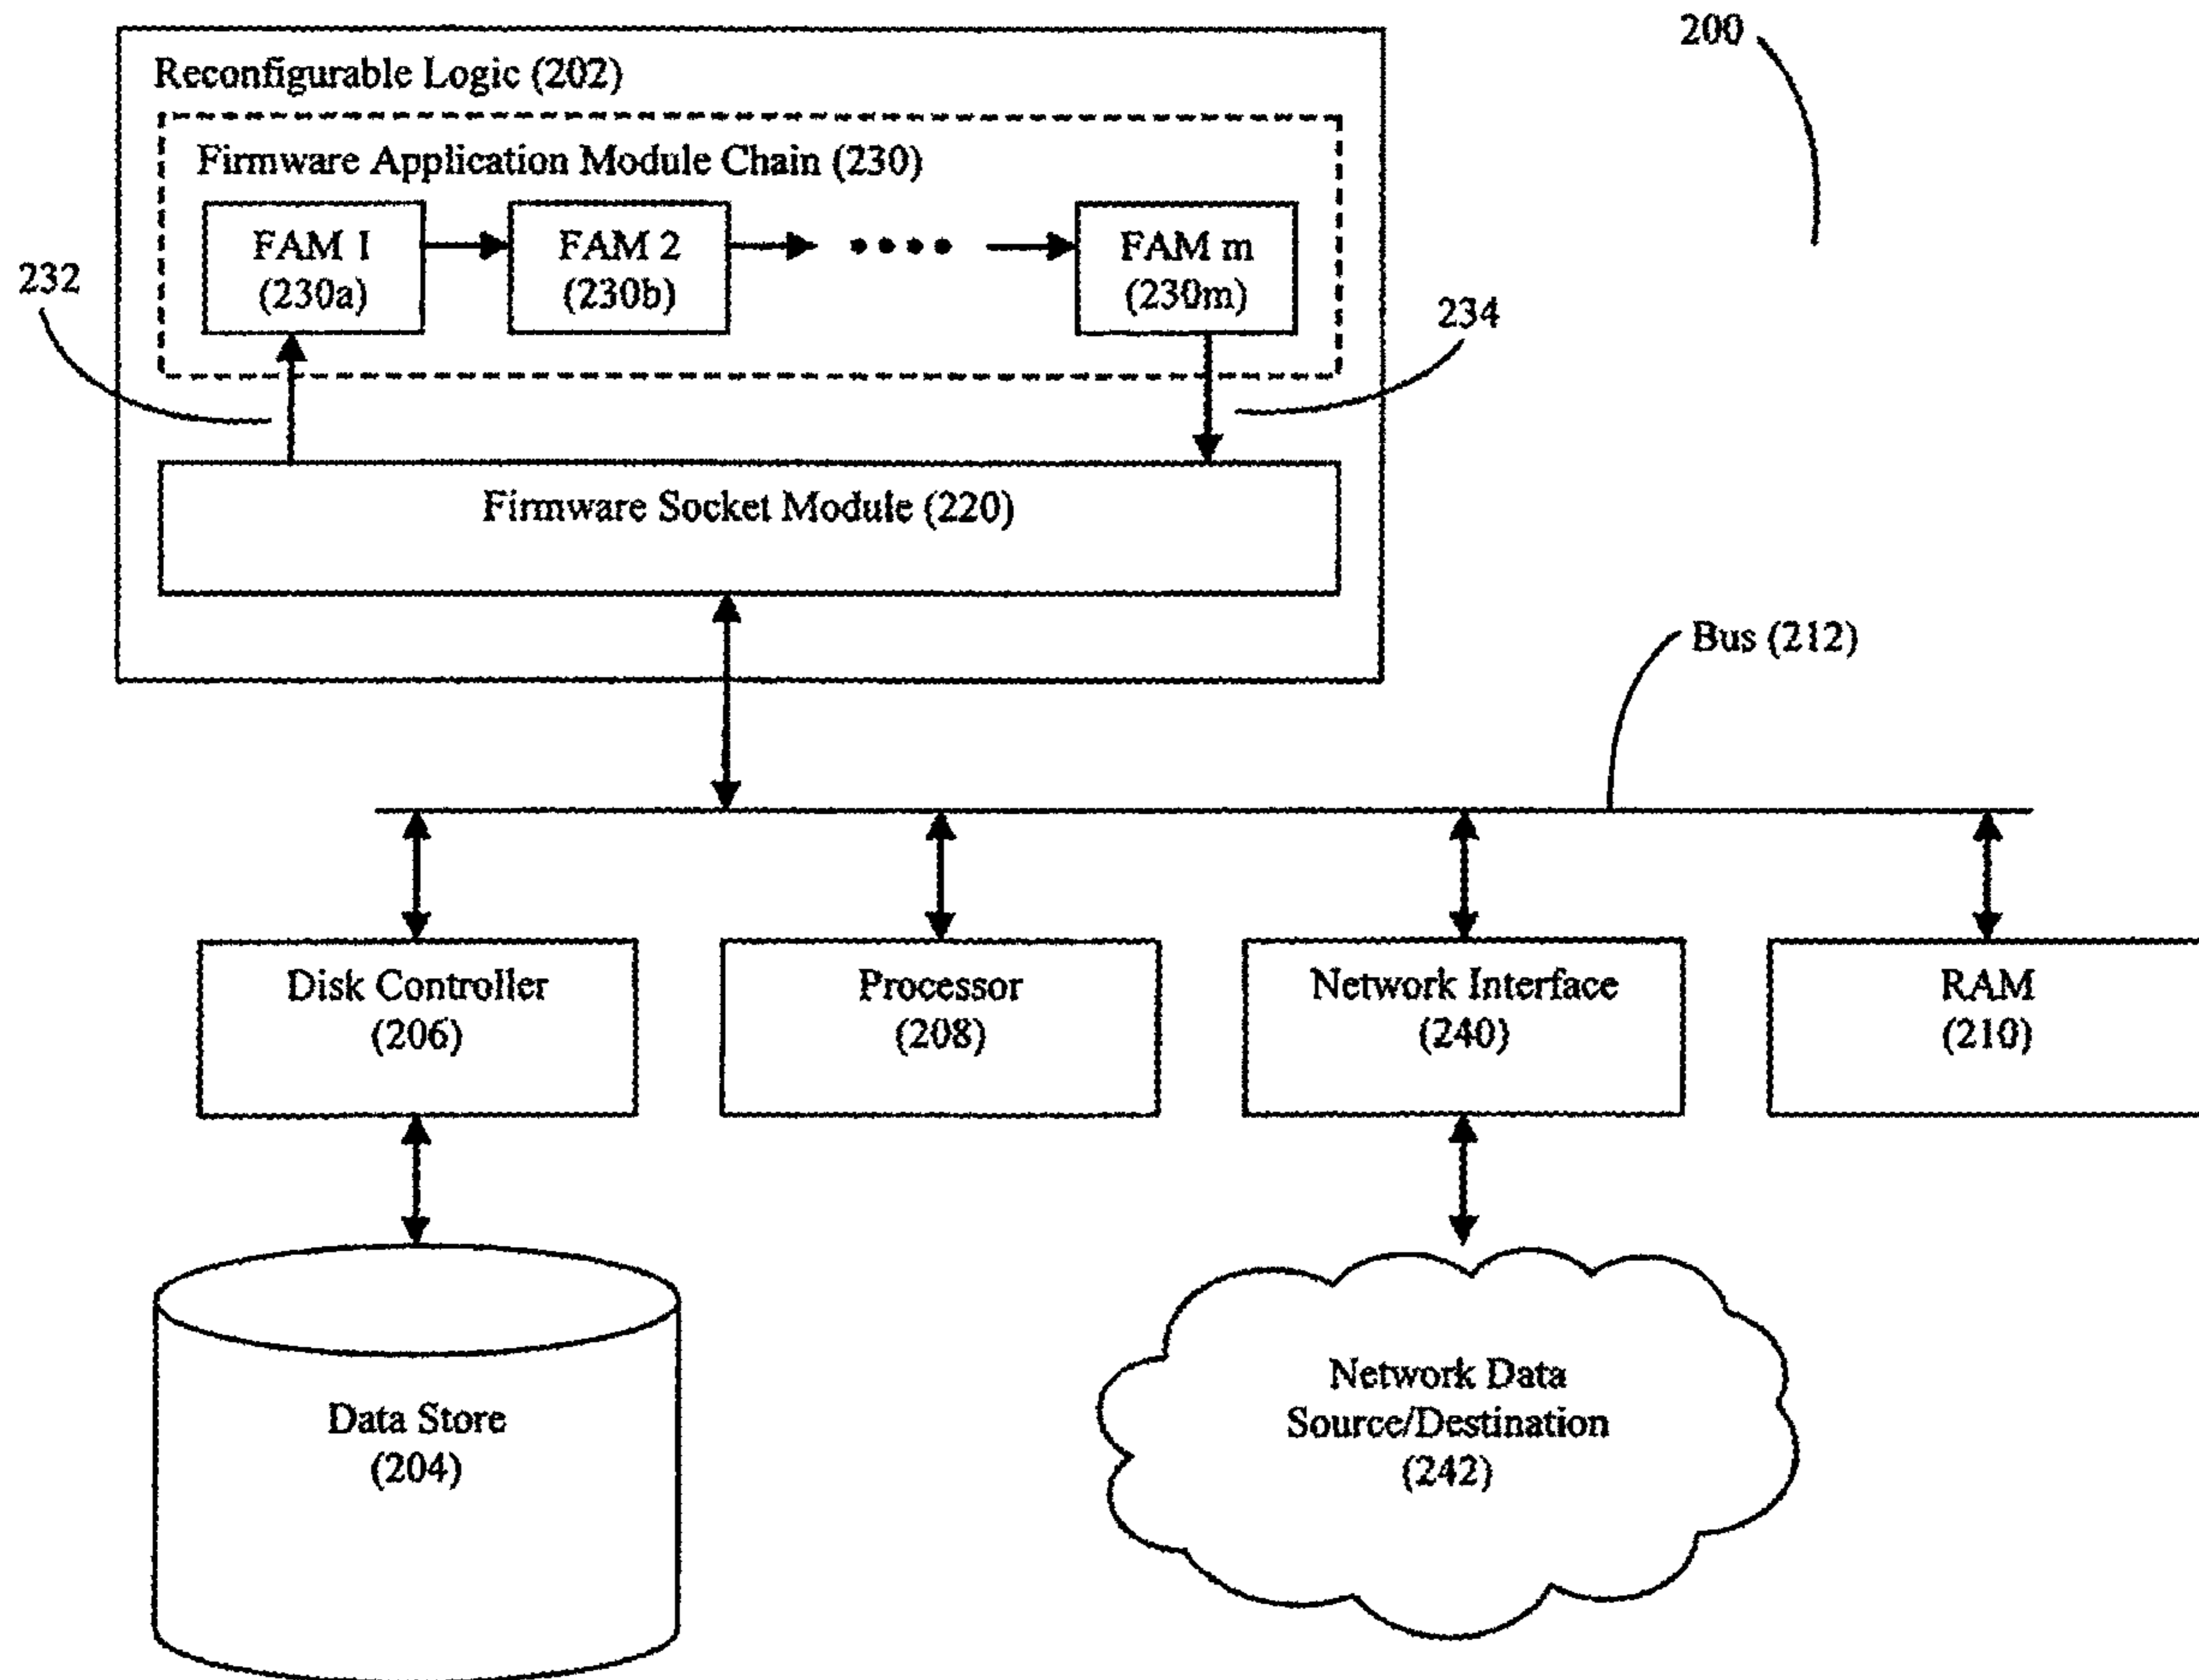 200
Reconfigurable Logic (202)
Firmware Application Module Chain (230)
FAM 1
(230a)
FAM 2
(230b)
FAM m
(230m)
232
234
Firmware Socket Module (220)
Bus (212)
Disk Controller
(206)
Processor
(208)
Network Interface
(240)
RAM
(210)
Data Store
(204)
Network Data
Source/Destination
(242)